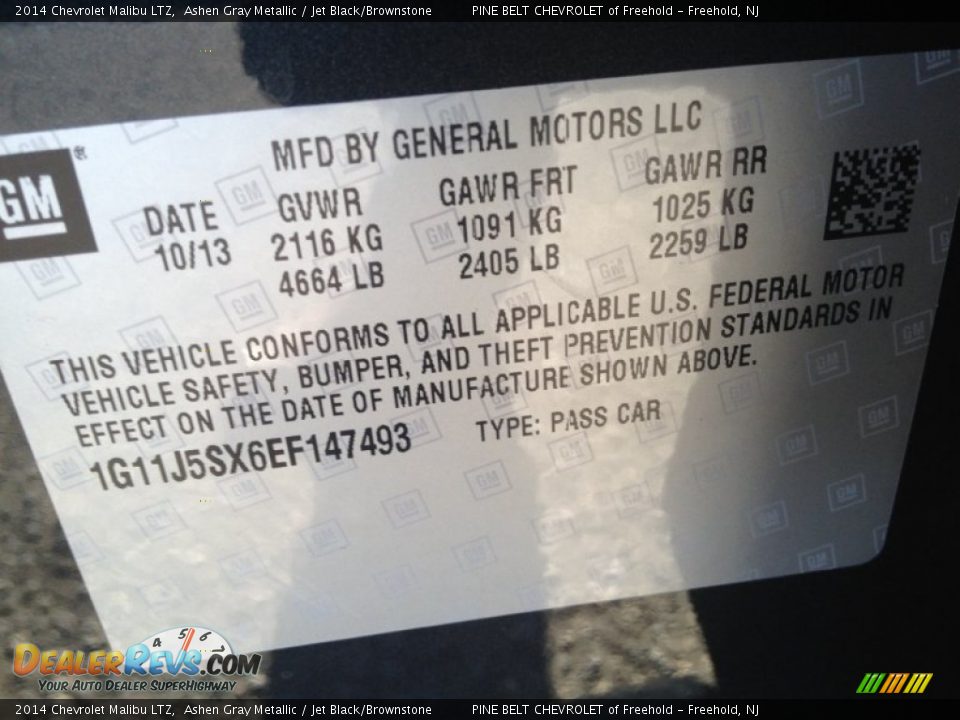 2014 Chevrolet Malibu LTZ, Ashen Gray Metallic / Jet Black/Brownstone PINE BELT CHEVROLET of Freehold - Freehold, NJ
GM ®
MFD BY GENERAL MOTORS LLC
DATE GVWR GAWR FRT GAWR RR
10/13 2116 KG 1091 KG 1025 KG
4664 LB 2405 LB 2259 LB
THIS VEHICLE CONFORMS TO ALL APPLICABLE U.S. FEDERAL MOTOR
VEHICLE SAFETY, BUMPER, AND THEFT PREVENTION STANDARDS IN
EFFECT ON THE DATE OF MANUFACTURE SHOWN ABOVE.
1G11J5SX6EF147493 TYPE: PASS CAR
4 5 6
DEALERREVS.COM
YOUR AUTO DEALER SUPERHIGHWAY
2014 Chevrolet Malibu LTZ, Ashen Gray Metallic / Jet Black/Brownstone PINE BELT CHEVROLET of Freehold - Freehold, NJ